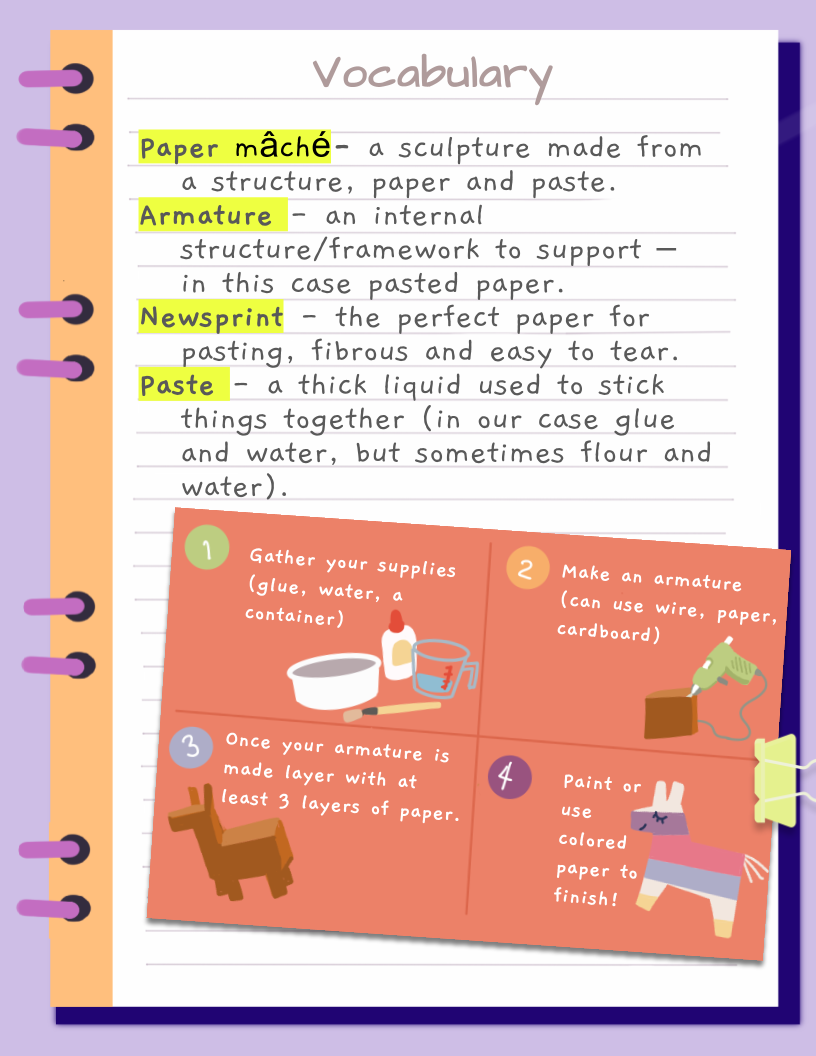 Vocabulary
Paper mâché- a sculpture made from
a structure, paper and paste.
Armature - an internal
structure/framework to support —
in this case pasted paper.
Newsprint - the perfect paper for
pasting, fibrous and easy to tear.
Paste - a thick liquid used to stick
things together (in our case glue
and water, but sometimes flour and
water).
1
Gather your supplies
(glue, water, a
container)
2
Make an armature
(can use wire, paper,
cardboard)
3
Once your armature is
made layer with at
least 3 layers of paper.
4
Paint or
use
colored
paper to
finish!